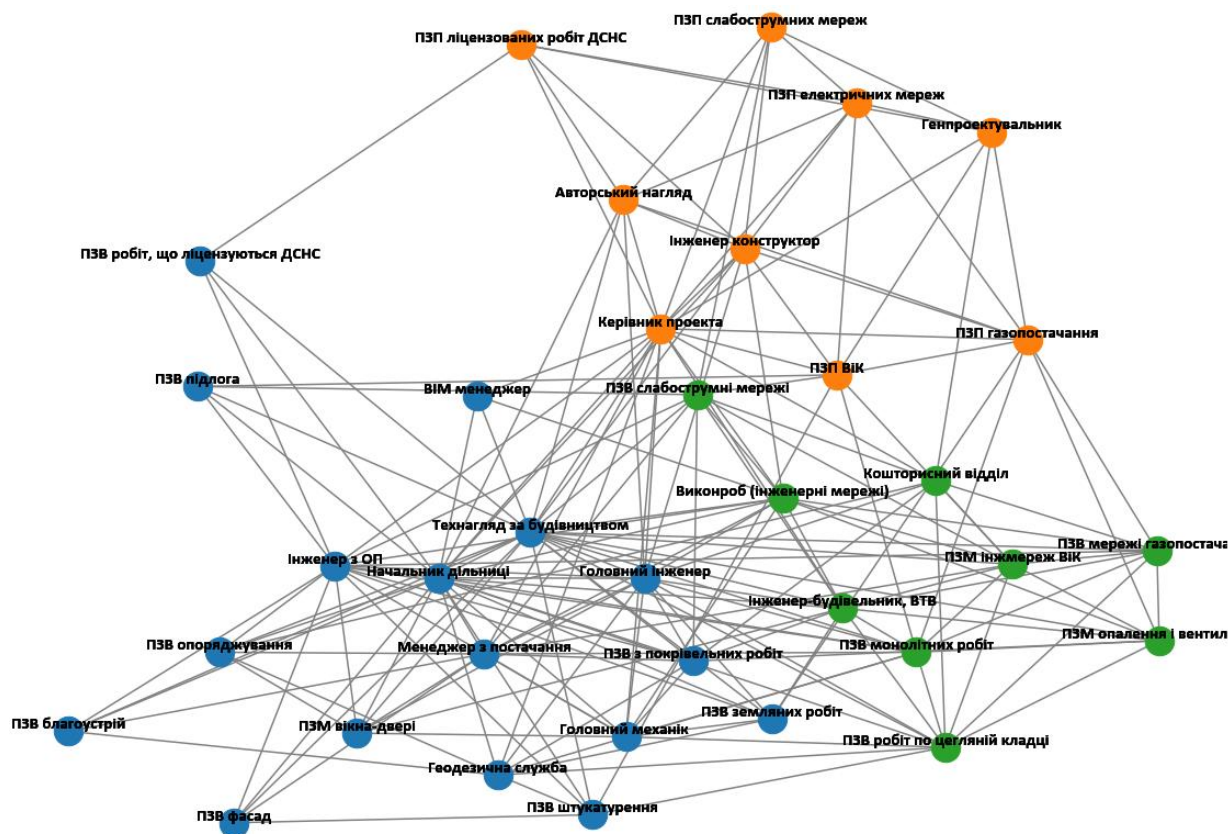 ПЗП слабострумних мереж
ПЗП ліцензованих робіт ДСНС
ПЗП електричних мереж
Генпроектувальник
Авторський нагляд
Інженер конструктор
ПЗВ робіт, що ліцензуються ДСНС
Керівник проекта
ПЗП газопостачання
ПЗП ВіК
ПЗВ підлога
ВІМ менеджер
ПЗВ слабострумні мережі
Кошторисний відділ
Виконроб (інженерні мережі)
Технагляд за будівництвом
ПЗВ мережі газопостача
ПЗМ інжмереж ВіК
Інженер з ОП
Начальник дільниці
Головний інженер
Інженер-будівельник, ВТВ
ПЗМ опалення і вентил
ПЗВ опоряджування
Менеджер з постачання
ПЗВ з покрівельних робіт
ПЗВ монолітних робіт
ПЗВ благоустрій
ПЗМ вікна-двері
Головний механік
ПЗВ земляних робіт
ПЗВ робіт по цегляній кладці
Геодезична служба
ПЗВ фасад
ПЗВ штукатурення